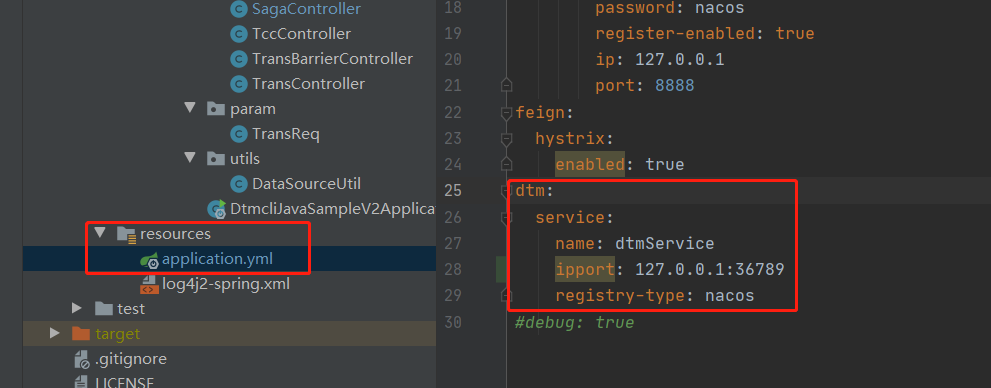 SagaController
TccController
TransBarrierController
TransController
param
TransReq
utils
DataSourceUtil
DtmcliJavaSampleV2Applicat
resources
application.yml
log4j2-spring.xml
test
target
.gitignore
LICENSE
18 password: nacos
19 register-enabled: true
20 ip: 127.0.0.1
21 port: 8888
22 feign:
23 hystrix:
24 enabled: true
25 dtm:
26 service:
27 name: dtmService
28 ipport: 127.0.0.1:36789
29 registry-type: nacos
30 #debug: true